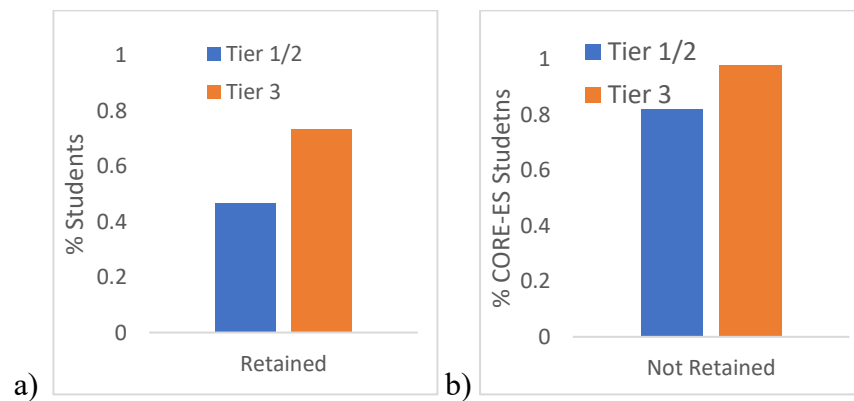 a)
% Students
1
0.8
0.6
0.4
0.2
0
Tier 1/2
Tier 3
Retained
b)
% CORE-ES Studetns
1
0.8
0.6
0.4
0.2
0
Tier 1/2
Tier 3
Not Retained